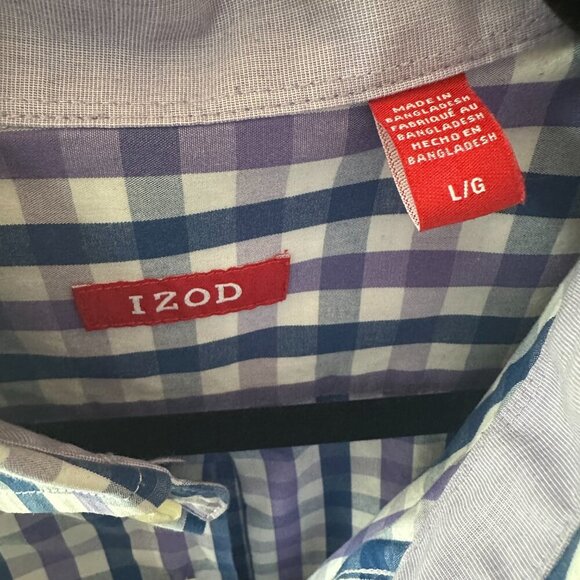 MADE IN
BANGLADESH
FABRIQUÉ AU
BANGLADESH
HECHO EN
BANGLADESH
L/G
IZOD